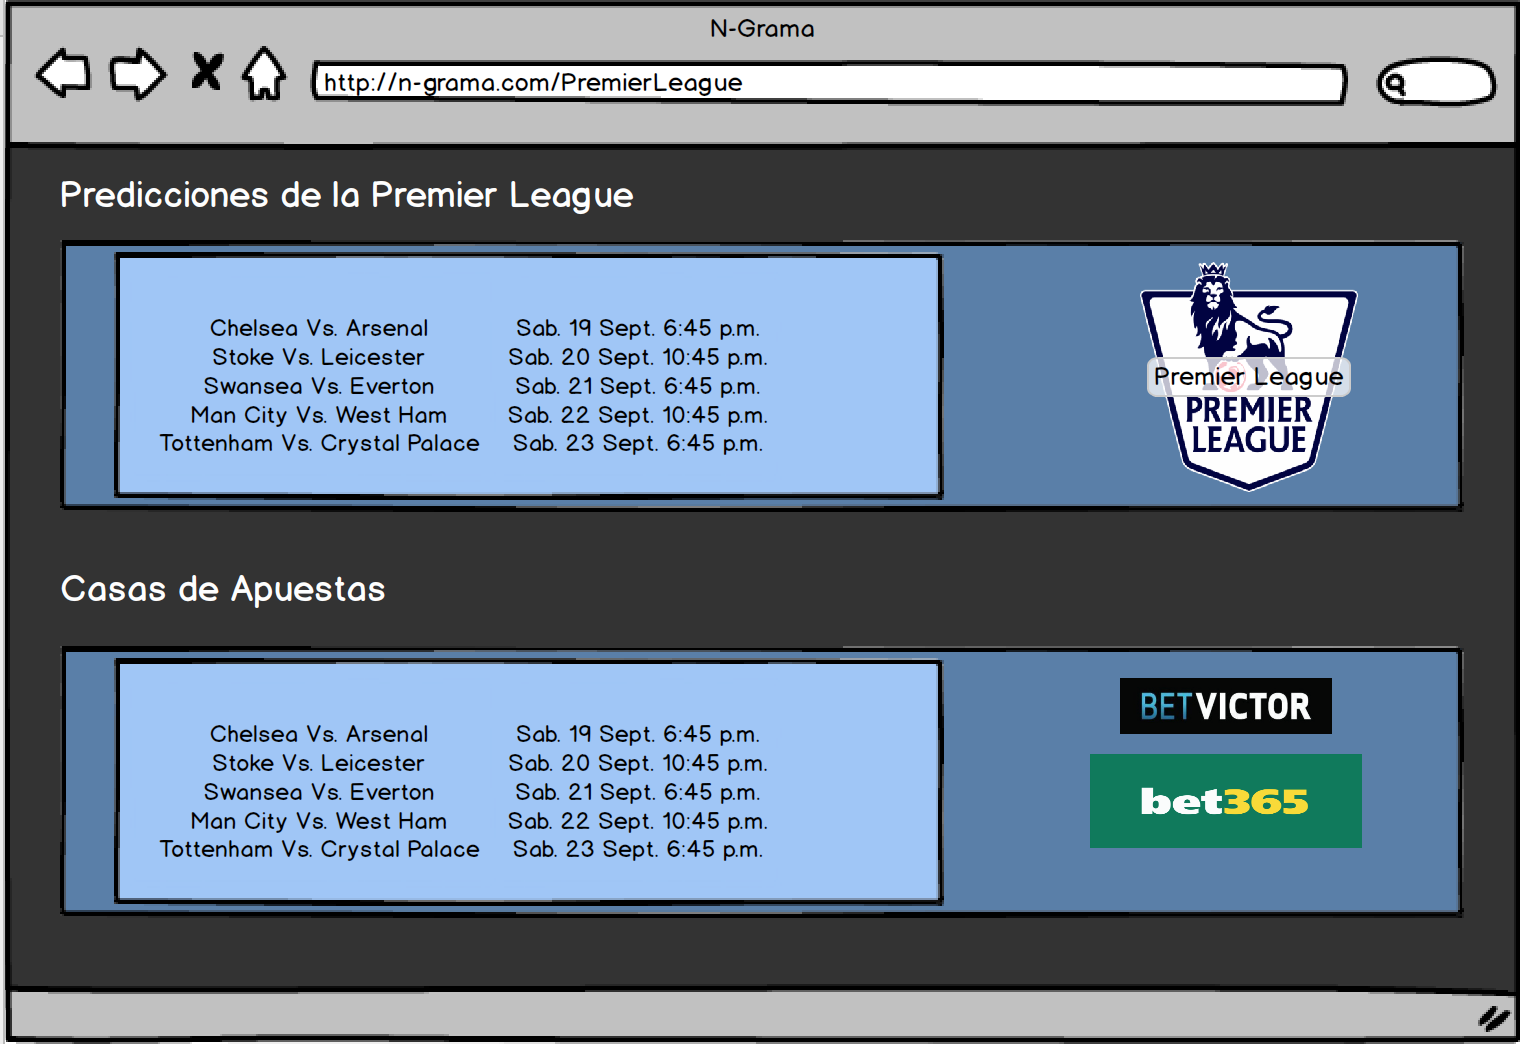 N-Grama
http://n-grama.com/PremierLeague
Predicciones de la Premier League
Chelsea Vs. Arsenal Sab. 19 Sept. 6:45 p.m.
Stoke Vs. Leicester Sab. 20 Sept. 10:45 p.m.
Swansea Vs. Everton Sab. 21 Sept. 6:45 p.m.
Man City Vs. West Ham Sab. 22 Sept. 10:45 p.m.
Tottenham Vs. Crystal Palace Sab. 23 Sept. 6:45 p.m.
Premier League
PREMIER
LEAGUE
Casas de Apuestas
Chelsea Vs. Arsenal Sab. 19 Sept. 6:45 p.m.
Stoke Vs. Leicester Sab. 20 Sept. 10:45 p.m.
Swansea Vs. Everton Sab. 21 Sept. 6:45 p.m.
Man City Vs. West Ham Sab. 22 Sept. 10:45 p.m.
Tottenham Vs. Crystal Palace Sab. 23 Sept. 6:45 p.m.
BETVICTOR
bet365